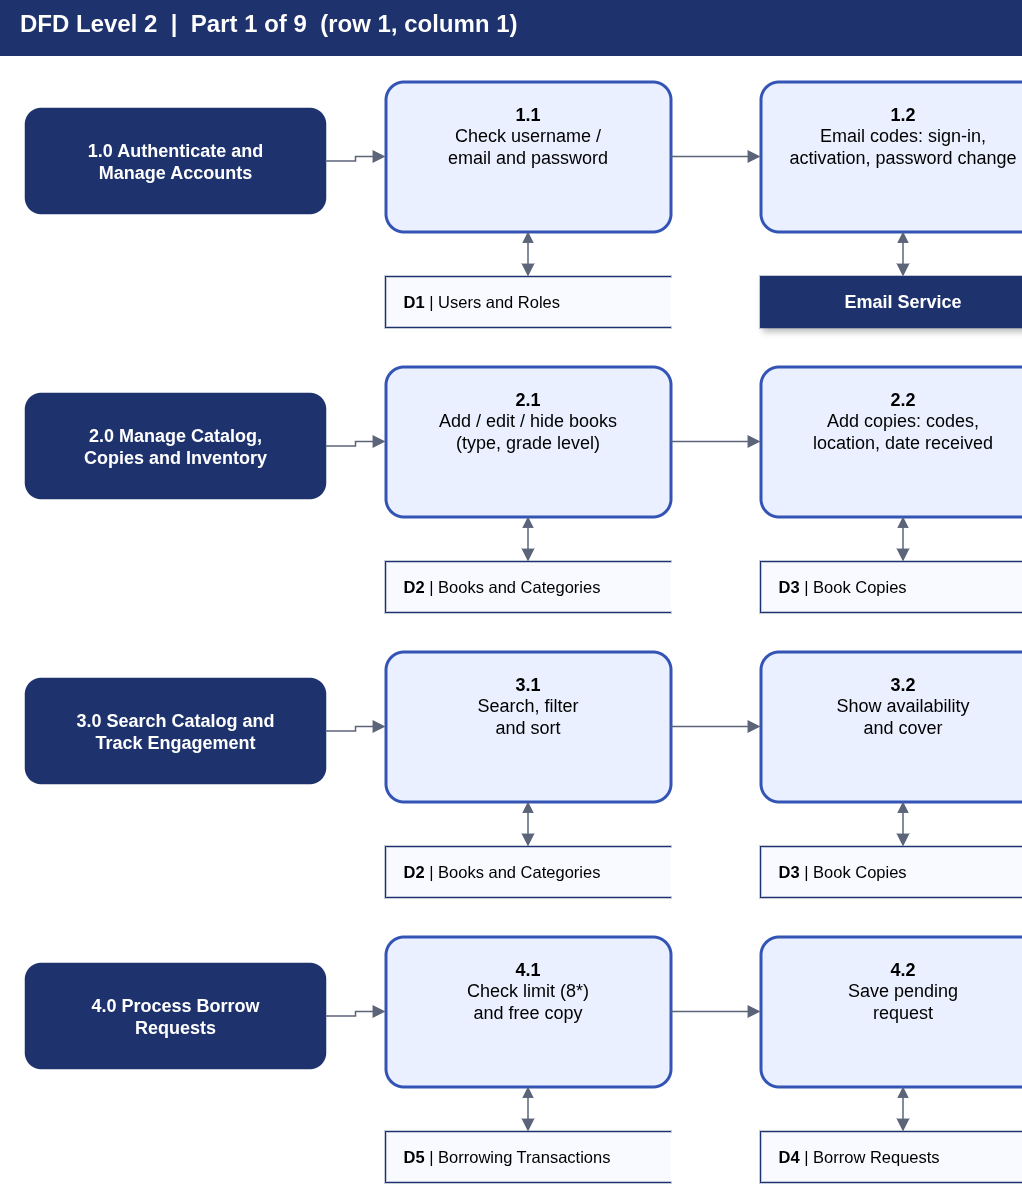 DFD Level 2 | Part 1 of 9 (row 1, column 1)
1.0 Authenticate and
Manage Accounts
1.1
Check username /
email and password
1.2
Email codes: sign-in,
activation, password change
D1 | Users and Roles
Email Service
2.0 Manage Catalog,
Copies and Inventory
2.1
Add / edit / hide books
(type, grade level)
2.2
Add copies: codes,
location, date received
D2 | Books and Categories
D3 | Book Copies
3.0 Search Catalog and
Track Engagement
3.1
Search, filter
and sort
3.2
Show availability
and cover
D2 | Books and Categories
D3 | Book Copies
4.0 Process Borrow
Requests
4.1
Check limit (8*)
and free copy
4.2
Save pending
request
D5 | Borrowing Transactions
D4 | Borrow Requests